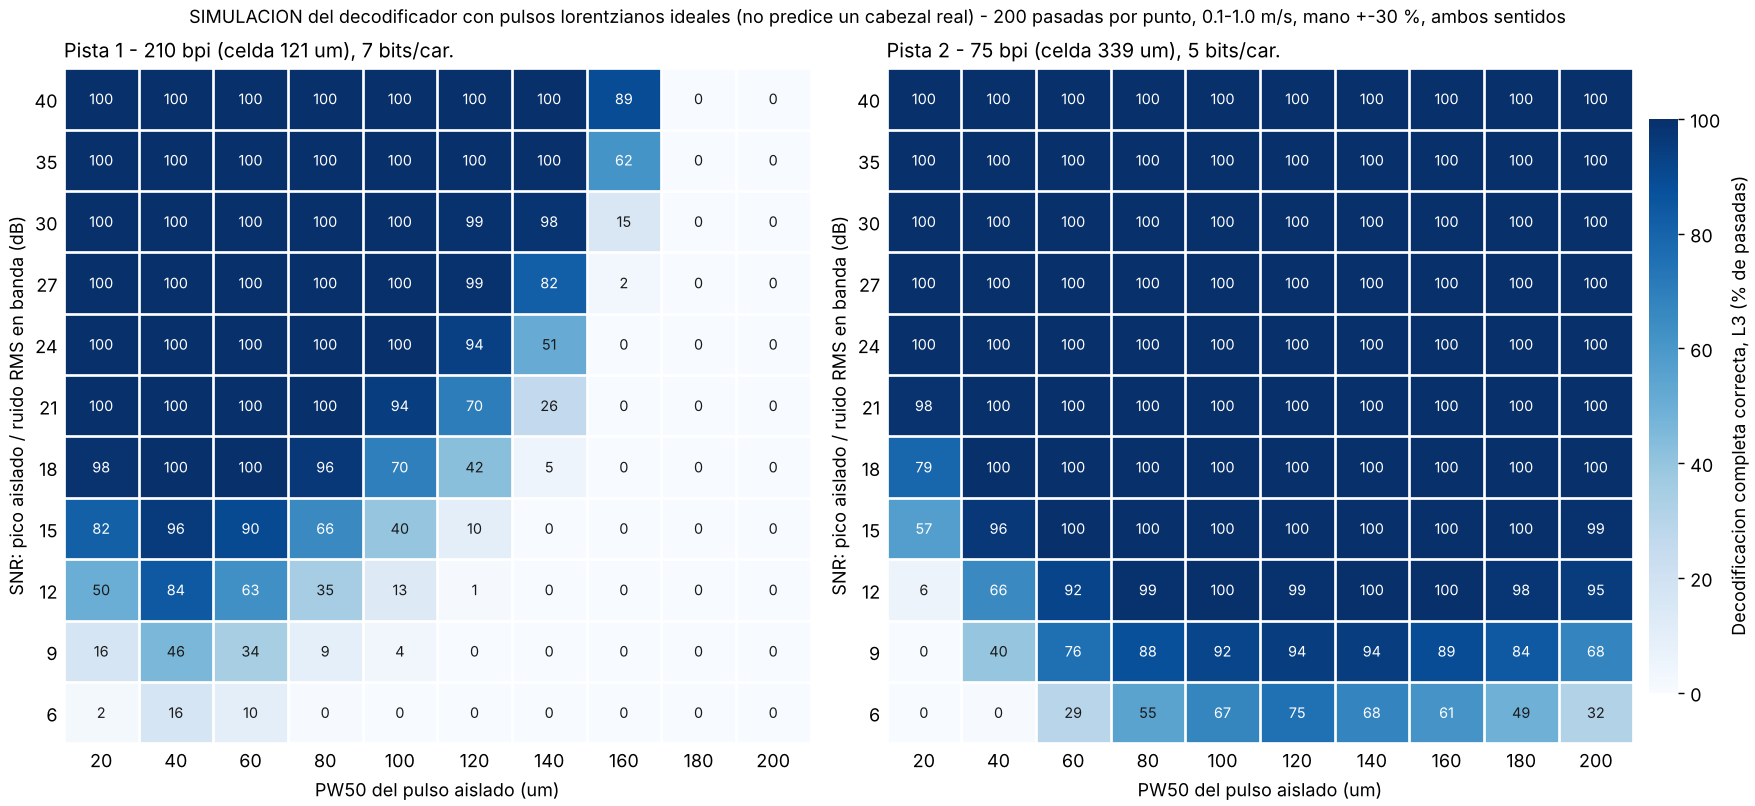 SIMULACION del decodificador con pulsos lorentzianos ideales (no predice un cabezal real) - 200 pasadas por punto, 0.1-1.0 m/s, mano +-30 %, ambos sentidos
Pista 1 - 210 bpi (celda 121 um), 7 bits/car.
SNR: pico aislado / ruido RMS en banda (dB)
40 100 100 100 100 100 100 100 89 0 0
35 100 100 100 100 100 100 100 62 0 0
30 100 100 100 100 100 99 98 15 0 0
27 100 100 100 100 100 99 82 2 0 0
24 100 100 100 100 100 94 51 0 0 0
21 100 100 100 100 94 70 26 0 0 0
18 98 100 100 96 70 42 5 0 0 0
15 82 96 90 66 40 10 0 0 0 0
12 50 84 63 35 13 1 0 0 0 0
9 16 46 34 9 4 0 0 0 0 0
6 2 16 10 0 0 0 0 0 0 0
20 40 60 80 100 120 140 160 180 200
PW50 del pulso aislado (um)
Pista 2 - 75 bpi (celda 339 um), 5 bits/car.
SNR: pico aislado / ruido RMS en banda (dB)
40 100 100 100 100 100 100 100 100 100 100
35 100 100 100 100 100 100 100 100 100 100
30 100 100 100 100 100 100 100 100 100 100
27 100 100 100 100 100 100 100 100 100 100
24 100 100 100 100 100 100 100 100 100 100
21 98 100 100 100 100 100 100 100 100 100
18 79 100 100 100 100 100 100 100 100 100
15 57 96 100 100 100 100 100 100 100 99
12 6 66 92 99 100 99 100 100 98 95
9 0 40 76 88 92 94 94 89 84 68
6 0 0 29 55 67 75 68 61 49 32
20 40 60 80 100 120 140 160 180 200
PW50 del pulso aislado (um)
100
80
60
40
20
0
Decodificacion completa correcta, L3 (% de pasadas)